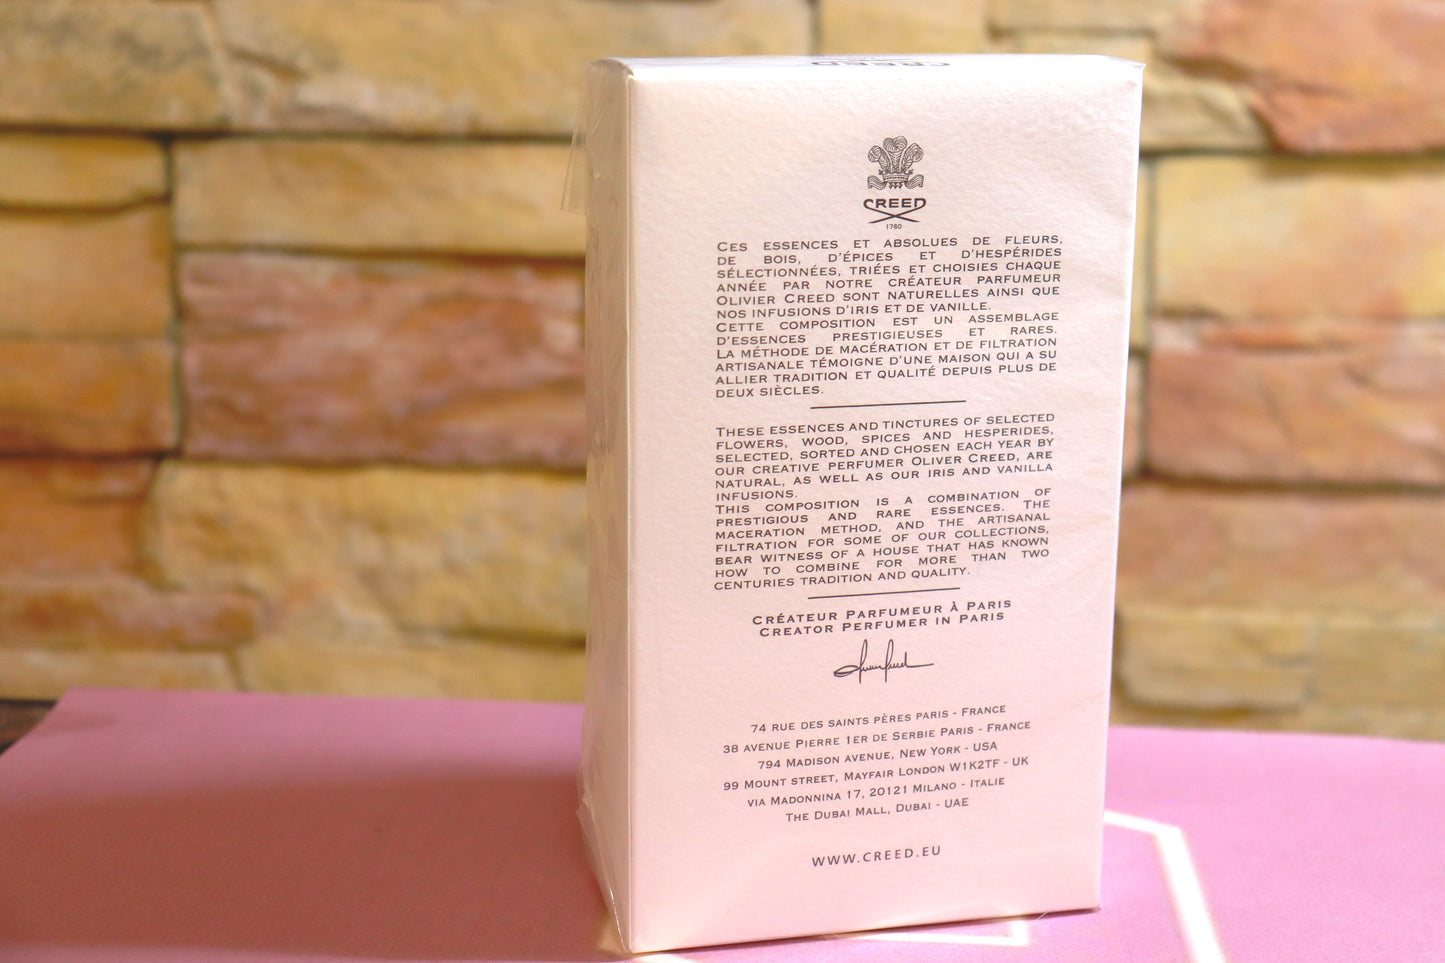 CREED
CREED
1760
CES ESSENCES ET ABSOLUES DE FLEURS,
DE BOIS, D'ÉPICES ET D'HESPÉRIDES
SÉLECTIONNÉES, TRIÉES ET CHOISIES CHAQUE
ANNÉE PAR NOTRE CRÉATEUR PARFUMEUR
OLIVIER CREED SONT NATURELLES AINSI QUE
NOS INFUSIONS D'IRIS ET DE VANILLE.
CETTE COMPOSITION EST UN ASSEMBLAGE
D'ESSENCES PRESTIGIEUSES ET RARES.
LA MÉTHODE DE MACÉRATION ET DE FILTRATION
ARTISANALE TÉMOIGNE D'UNE MAISON QUI A SU
ALLIER TRADITION ET QUALITÉ DEPUIS PLUS DE
DEUX SIÈCLES.
THESE ESSENCES AND TINCTURES OF SELECTED
FLOWERS, WOOD, SPICES AND HESPERIDES,
SELECTED, SORTED AND CHOSEN EACH YEAR BY
OUR CREATIVE PERFUMER OLIVER CREED, ARE
NATURAL, AS WELL AS OUR IRIS AND VANILLA
INFUSIONS.
THIS COMPOSITION IS A COMBINATION OF
PRESTIGIOUS AND RARE ESSENCES. THE
MACERATION METHOD, AND THE ARTISANAL
FILTRATION FOR SOME OF OUR COLLECTIONS,
BEAR WITNESS OF A HOUSE THAT HAS KNOWN
HOW TO COMBINE FOR MORE THAN TWO
CENTURIES TRADITION AND QUALITY.
CRÉATEUR PARFUMEUR À PARIS
CREATOR PERFUMER IN PARIS
74 RUE DES SAINTS PÈRES PARIS - FRANCE
38 AVENUE PIERRE 1ER DE SERBIE PARIS - FRANCE
794 MADISON AVENUE, NEW YORK - USA
99 MOUNT STREET, MAYFAIR LONDON W1K2TF - UK
VIA MADONNINA 17, 20121 MILANO - ITALIE
THE DUBAI MALL, DUBAI - UAE
WWW.CREED.EU